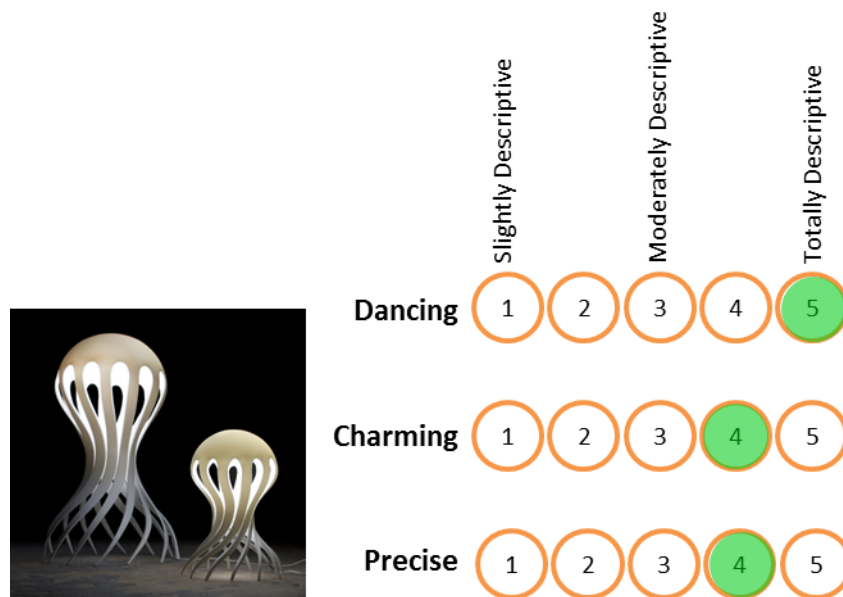 Slightly Descriptive
Moderately Descriptive
Totally Descriptive
Dancing 1 2 3 4 5
Charming 1 2 3 4 5
Precise 1 2 3 4 5